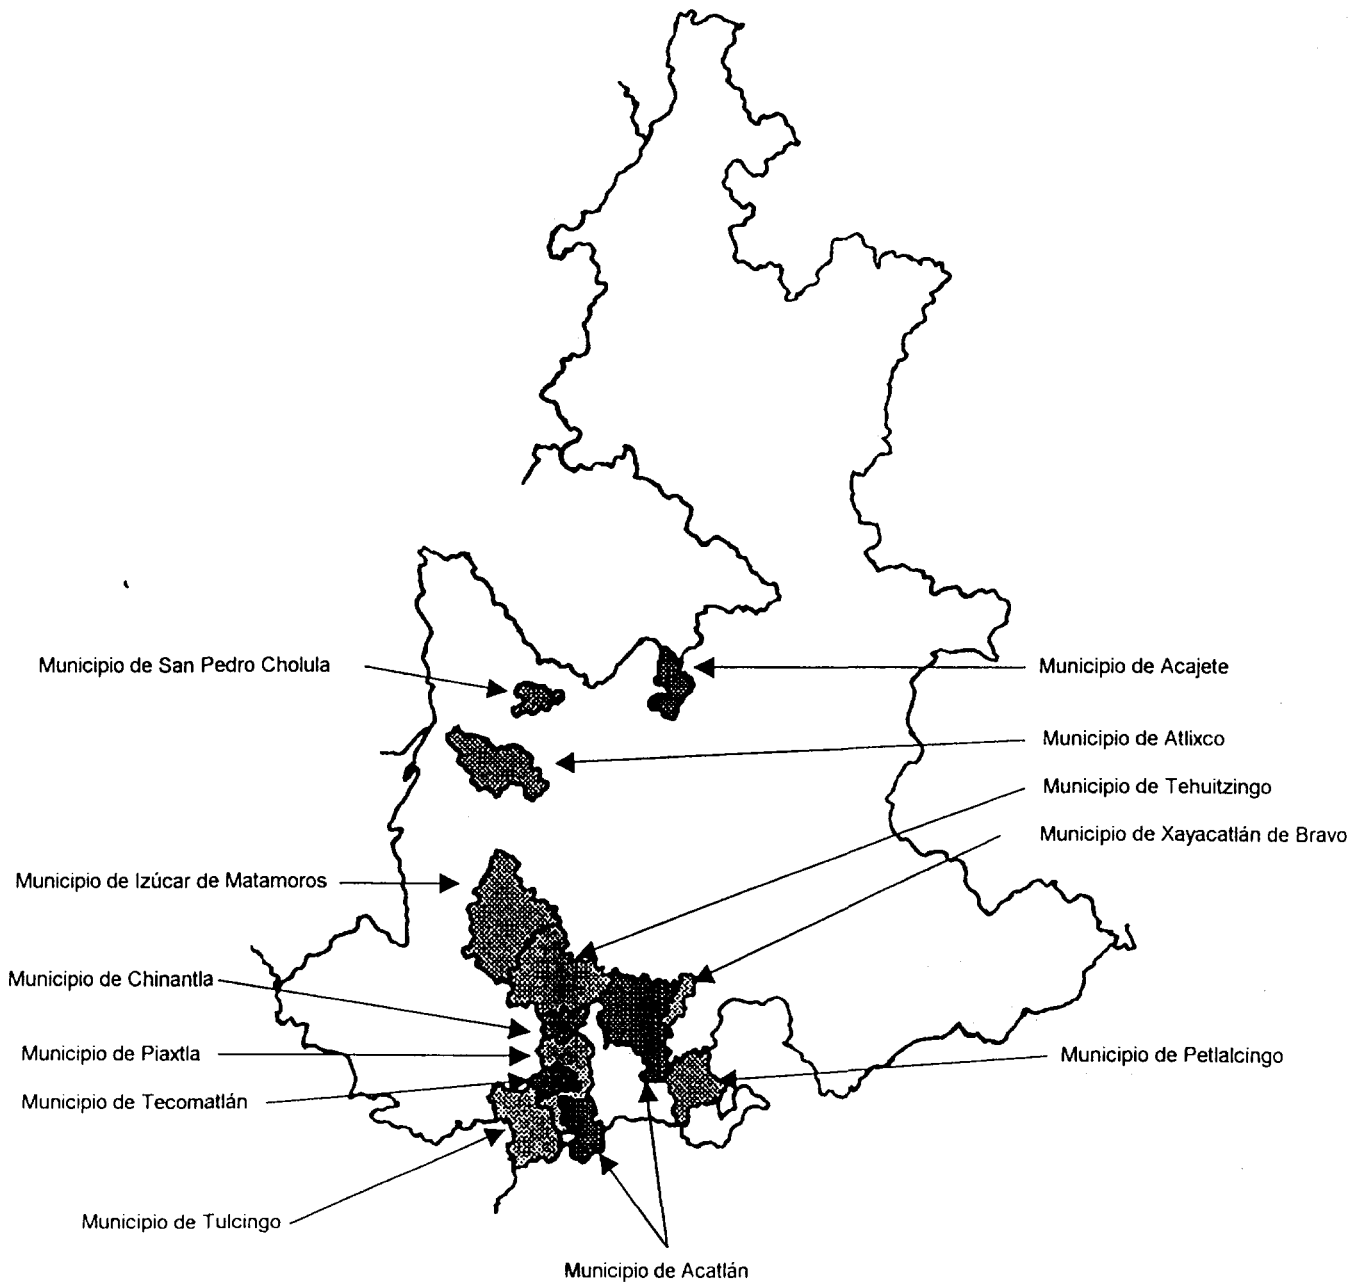 Municipio de San Pedro Cholula
Municipio de Acajete
Municipio de Atlixco
Municipio de Tehuitzingo
Municipio de Xayacatlán de Bravo
Municipio de Izúcar de Matamoros
Municipio de Chinantla
Municipio de Piaxtla
Municipio de Petlalcingo
Municipio de Tecomatlán
Municipio de Tulcingo
Municipio de Acatlán